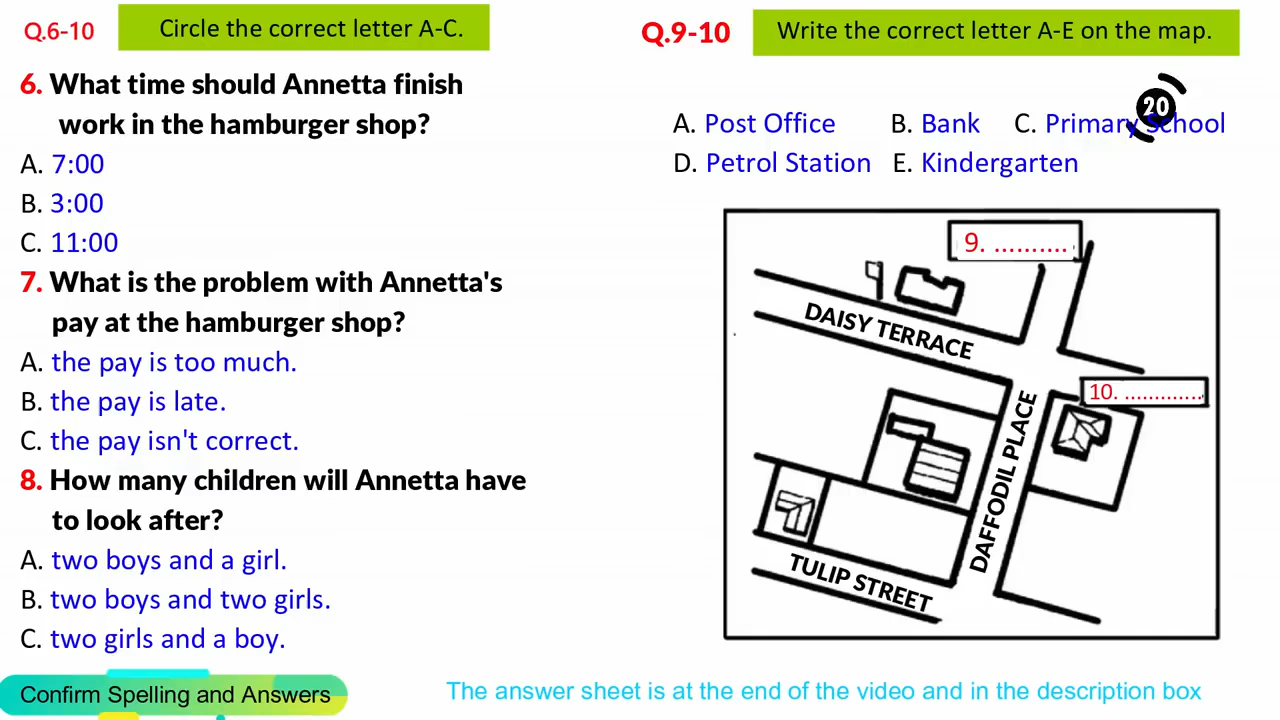 Q.6-10 Circle the correct letter A-C.
6. What time should Annetta finish
work in the hamburger shop?
A. 7:00
B. 3:00
C. 11:00
7. What is the problem with Annetta's
pay at the hamburger shop?
A. the pay is too much.
B. the pay is late.
C. the pay isn't correct.
8. How many children will Annetta have
to look after?
A. two boys and a girl.
B. two boys and two girls.
C. two girls and a boy.
Confirm Spelling and Answers
Q.9-10 Write the correct letter A-E on the map.
20
A. Post Office B. Bank C. Primary School
D. Petrol Station E. Kindergarten
9. ..........
DAISY TERRACE
10. .............
DAFFODIL PLACE
TULIP STREET
The answer sheet is at the end of the video and in the description box